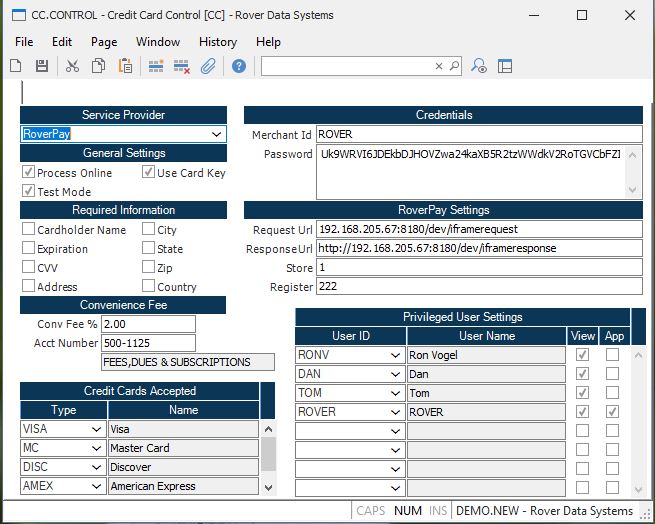 CC.CONTROL - Credit Card Control [CC] - Rover Data Systems
File Edit Page Window History Help
Service Provider
RoverPay
General Settings
Process Online Use Card Key
Test Mode
Required Information
Cardholder Name City
Expiration State
CVV Zip
Address Country
Convenience Fee
Conv Fee % 2.00
Acct Number 500-1125
FEES,DUES & SUBSCRIPTIONS
Credit Cards Accepted
Type Name
VISA Visa
MC Master Card
DISC Discover
AMEX American Express
Credentials
Merchant Id ROVER
Password Uk9WRVI6JDEkbDJHOVZwa24kaXB5R2tzWWdkV2RoTGVCbFZI
RoverPay Settings
Request Url 192.168.205.67:8180/dev/iframerequest
Response Url http://192.168.205.67:8180/dev/iframeresponse
Store 1
Register 222
Privileged User Settings
User ID User Name View App
RONV Ron Vogel
DAN Dan
TOM Tom
ROVER ROVER
CAPS NUM INS DEMO.NEW - Rover Data Systems